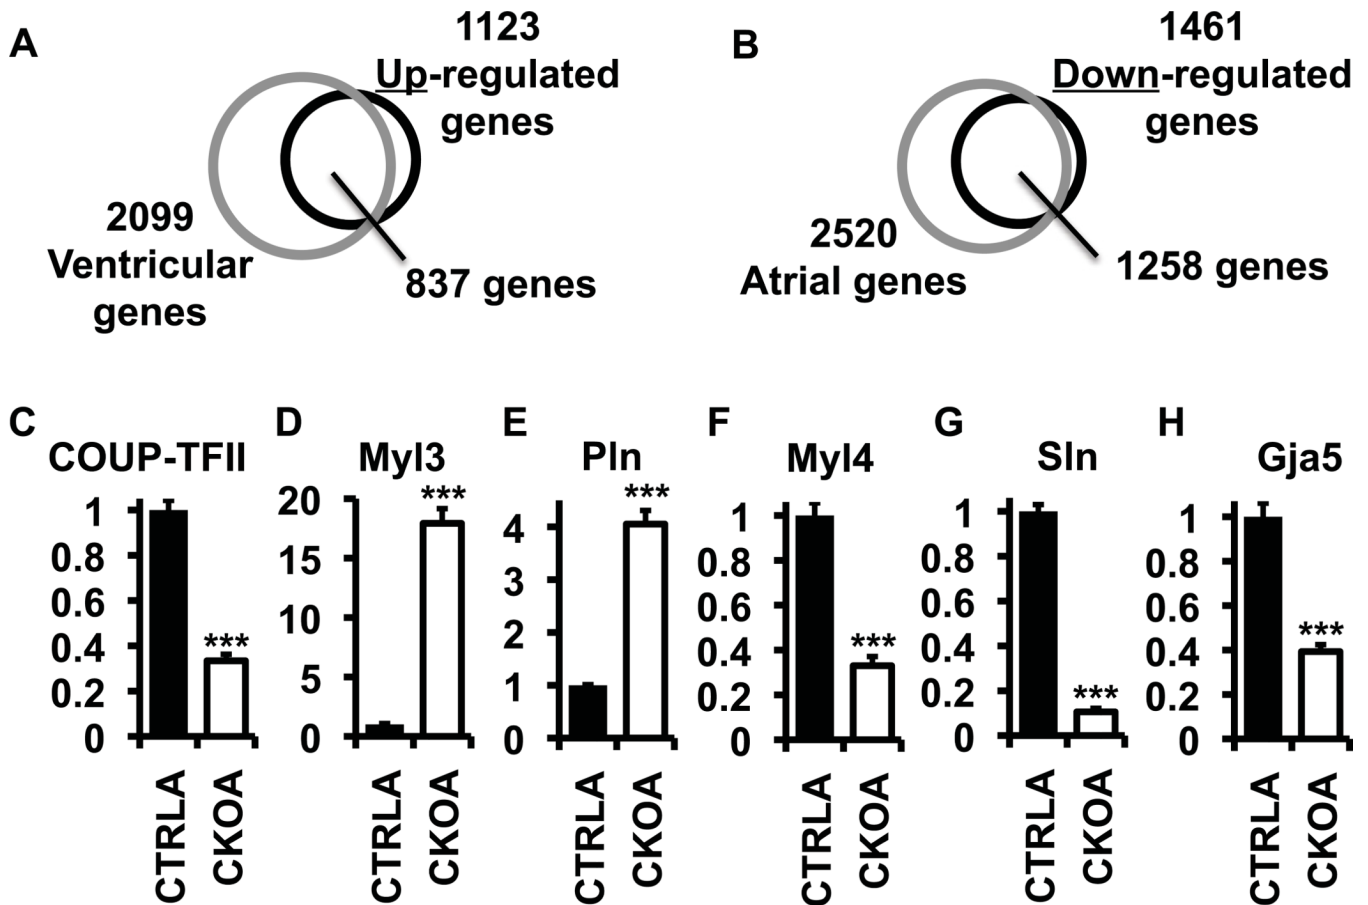 A
1123
Up-regulated
genes
2099
Ventricular
genes
837 genes
B
1461
Down-regulated
genes
2520
Atrial genes
1258 genes
C
COUP-TFII
1
0.8
0.6
0.4
0.2
0
***
CTRLA
CKOA
D
Myl3
20
15
10
5
0
***
CTRLA
CKOA
E
Pln
4
3
2
1
0
***
CTRLA
CKOA
F
Myl4
1
0.8
0.6
0.4
0.2
0
***
CTRLA
CKOA
G
Sln
1
0.8
0.6
0.4
0.2
0
***
CTRLA
CKOA
H
Gja5
1
0.8
0.6
0.4
0.2
0
***
CTRLA
CKOA